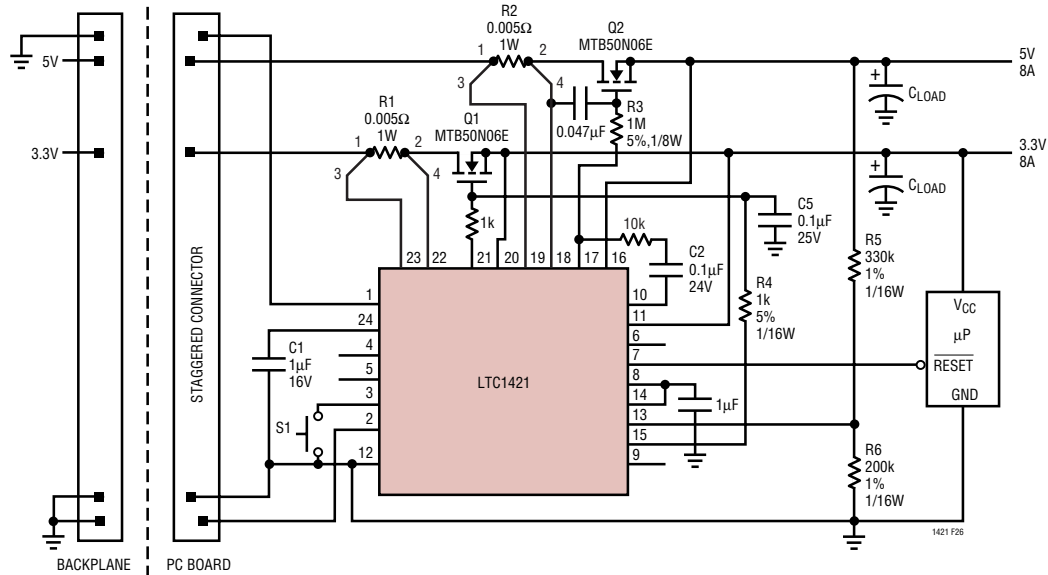 R2
0.005Ω
1W
1
2
3
4
Q2
MTB50N06E
5V
8A
5V
+
CLOAD
0.047µF
R3
1M
5%,1/8W
R1
0.005Ω
1W
1
2
3
4
Q1
MTB50N06E
3.3V
8A
3.3V
+
CLOAD
1k
10k
C2
0.1µF
24V
C5
0.1µF
25V
R4
1k
5%
1/16W
R5
330k
1%
1/16W
23 22 21 20 19 18 17 16
1
24
4
5
3
2
12
LTC1421
10
11
6
7
8
14
13
15
9
VCC
µP
RESET
GND
C1
1µF
16V
S1
1µF
R6
200k
1%
1/16W
STAGGERED CONNECTOR
BACKPLANE
PC BOARD
1421 F26